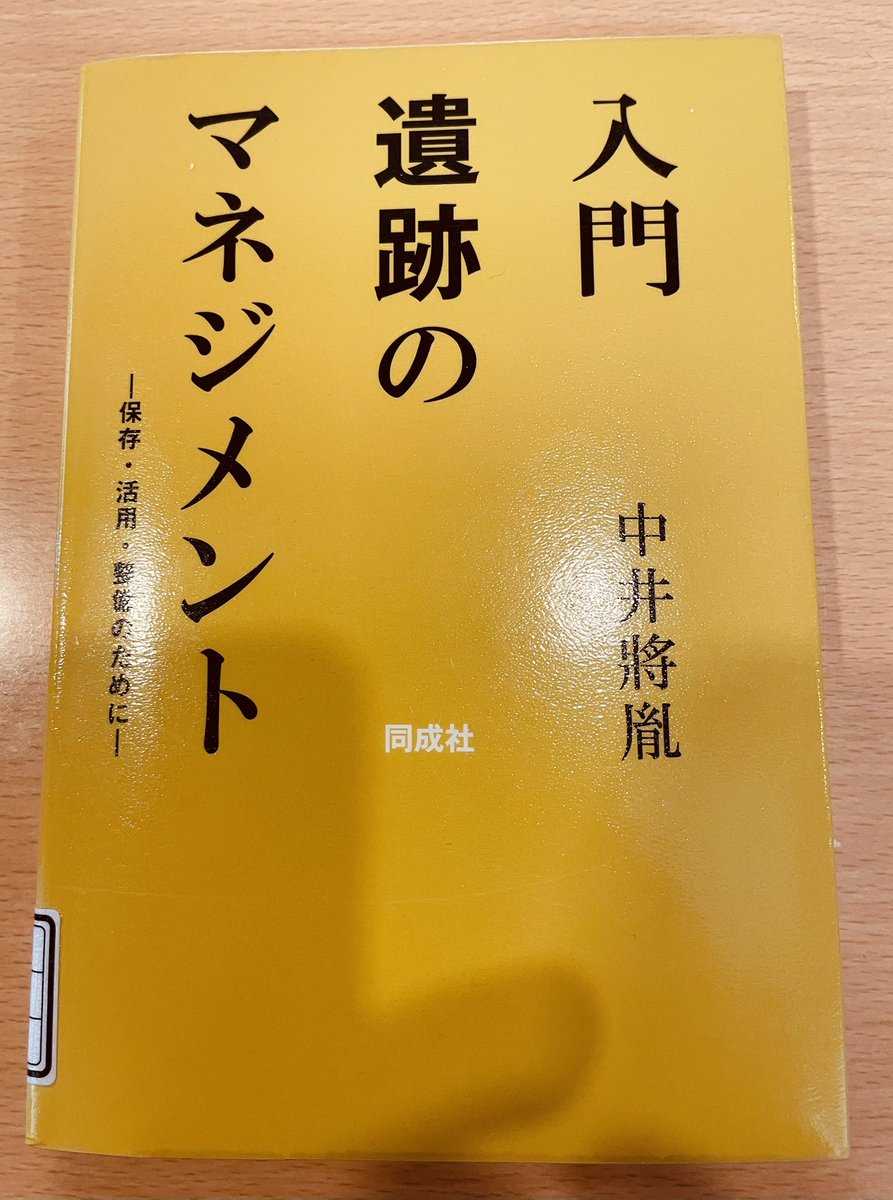 入門
遺跡の
マネジメント
―保存・活用・整備のために―
中井將胤
同成社